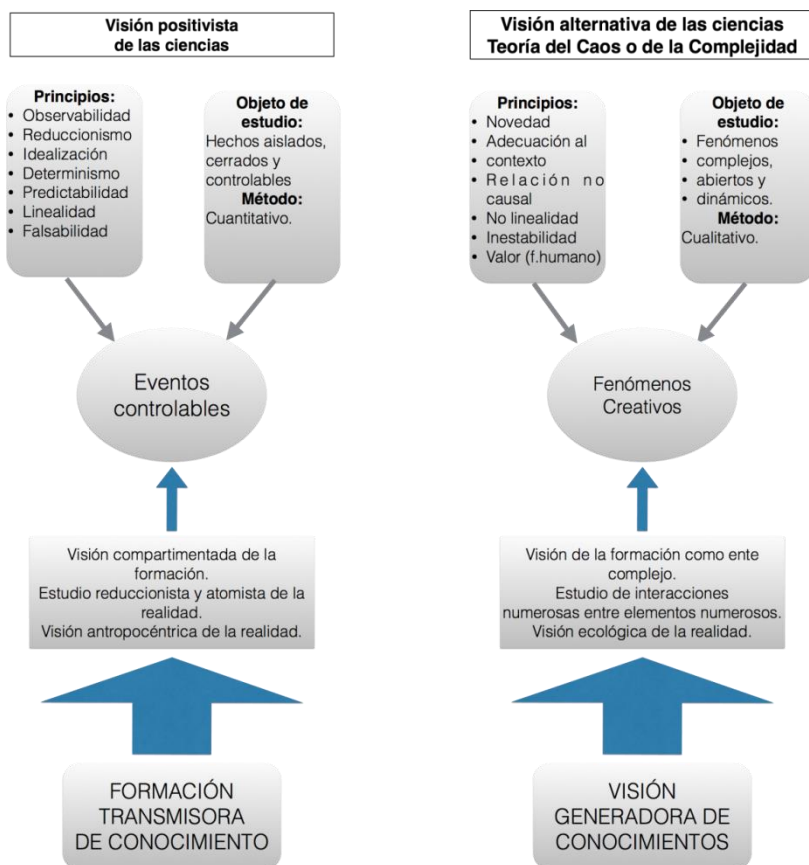 Visión positivista
de las ciencias
Principios:
• Observabilidad
• Reduccionismo
• Idealización
• Determinismo
• Predictabilidad
• Linealidad
• Falsabilidad
Objeto de
estudio:
Hechos aislados,
cerrados y
controlables
Método:
Cuantitativo.
Eventos
controlables
Visión compartimentada de la
formación.
Estudio reduccionista y atomista de la
realidad.
Visión antropocéntrica de la realidad.
FORMACIÓN
TRANSMISORA
DE CONOCIMIENTO
Visión alternativa de las ciencias
Teoría del Caos o de la Complejidad
Principios:
• Novedad
• Adecuación al
• contexto
• Relación no
causal
• No linealidad
• Inestabilidad
• Valor (f.humano)
Objeto de
estudio:
• Fenómenos
• complejos,
• abiertos y
• dinámicos.
Método:
Cualitativo.
Fenómenos
Creativos
Visión de la formación como ente
complejo.
Estudio de interacciones
numerosas entre elementos numerosos.
Visión ecológica de la realidad.
VISIÓN
GENERADORA DE
CONOCIMIENTOS